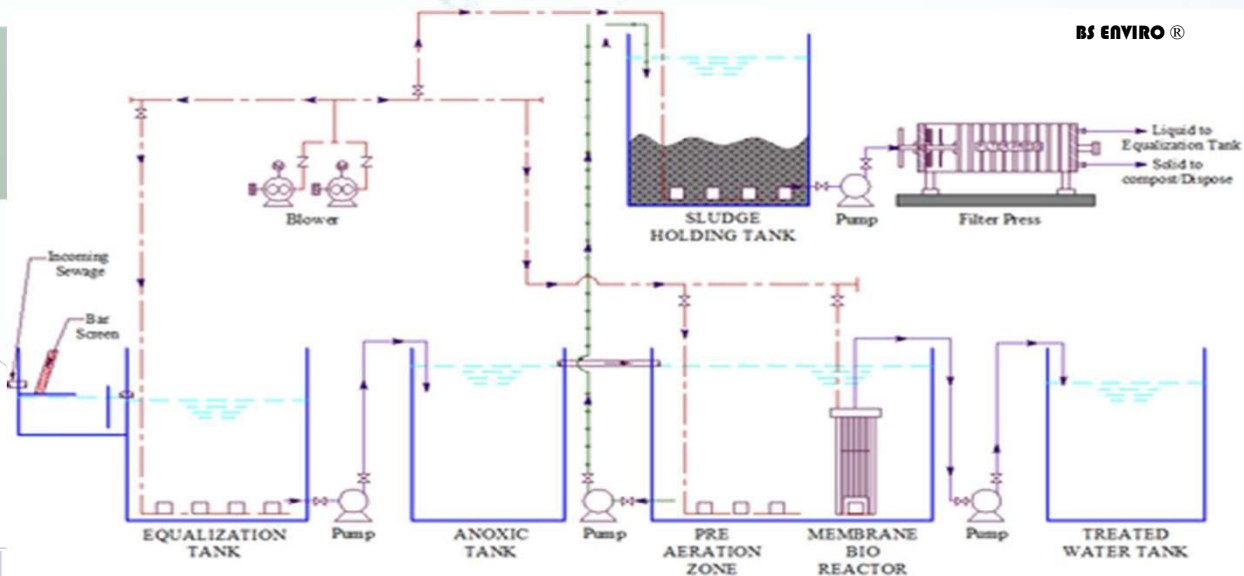 BS ENVIRO ®
Liquid to
Equalization Tank
Solid to
compost/Dispose
Blower
SLUDGE
HOLDING TANK
Pump
Filter Press
Incoming
Sewage
Bar
Screen
EQUALIZATION
TANK
Pump
ANOXIC
TANK
Pump
PRE
AERATION
ZONE
MEMBRANE
BIO
REACTOR
Pump
TREATED
WATER TANK